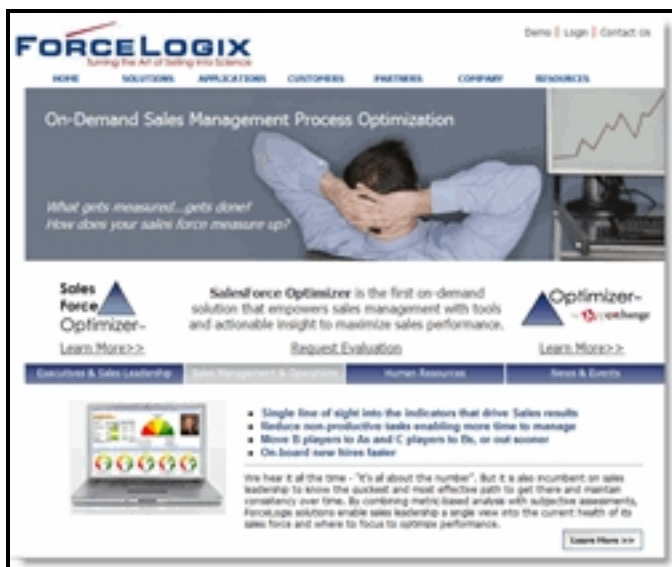 Demo | Login | Contact Us
FORCELOGIX
Turning the Art of Selling into Science
HOME SOLUTIONS APPLICATIONS CUSTOMERS PARTNERS COMPANY RESOURCES
On-Demand Sales Management Process Optimization
What gets measured...gets done!
How does your sales force measure up?
Sales
Force
Optimizer
Learn More>>
SalesForce Optimizer is the first on-demand
solution that empowers sales management with tools
and actionable insight to maximize sales performance.
Request Evaluation
Optimizer
Learn More>>
Executives & Sales Leadership Sales Management & Operations Human Resources News & Events
Single line of sight into the indicators that drive Sales results
Reduce non-productive tasks enabling more time to manage
Move B players to As and C players to Bs, or out sooner
On-board new hires faster
We hear it all the time - "it's all about the number". But it is also incumbent on sales
leadership to know the quickest and most effective path to get there and maintain
consistency over time. By combining metric-based analysis with subjective assessments,
ForceLogix solutions enable sales leadership a single view into the current health of its
sales force and where to focus to optimize performance.
Learn More >>